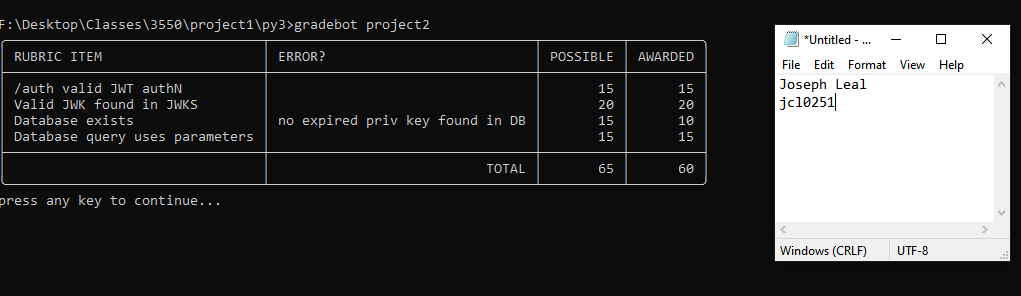 F:\Desktop\Classes\3550\project1\py3>gradebot project2
RUBRIC ITEM ERROR? POSSIBLE AWARDED
/auth valid JWT authN 15 15
Valid JWK found in JWKS 20 20
Database exists no expired priv key found in DB 15 10
Database query uses parameters 15 15
TOTAL 65 60
press any key to continue...
*Untitled - ...
File Edit Format View Help
Joseph Leal
jcl0251
Windows (CRLF) UTF-8